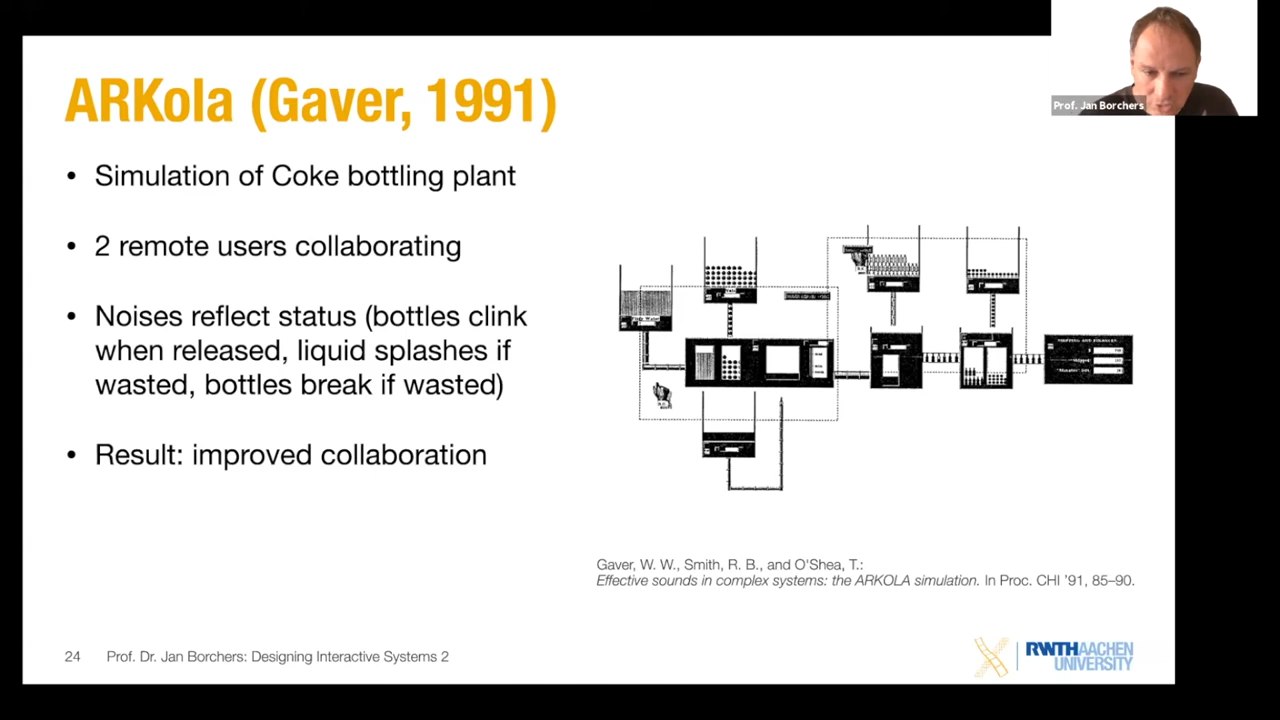 ARKola (Gaver, 1991)
Prof. Jan Borchers
• Simulation of Coke bottling plant
• 2 remote users collaborating
• Noises reflect status (bottles clink
when released, liquid splashes if
wasted, bottles break if wasted)
• Result: improved collaboration
Gaver, W. W., Smith, R. B., and O'Shea, T.:
Effective sounds in complex systems: the ARKOLA simulation. In Proc. CHI '91, 85–90.
24 Prof. Dr. Jan Borchers: Designing Interactive Systems 2
RWTHAACHEN
UNIVERSITY